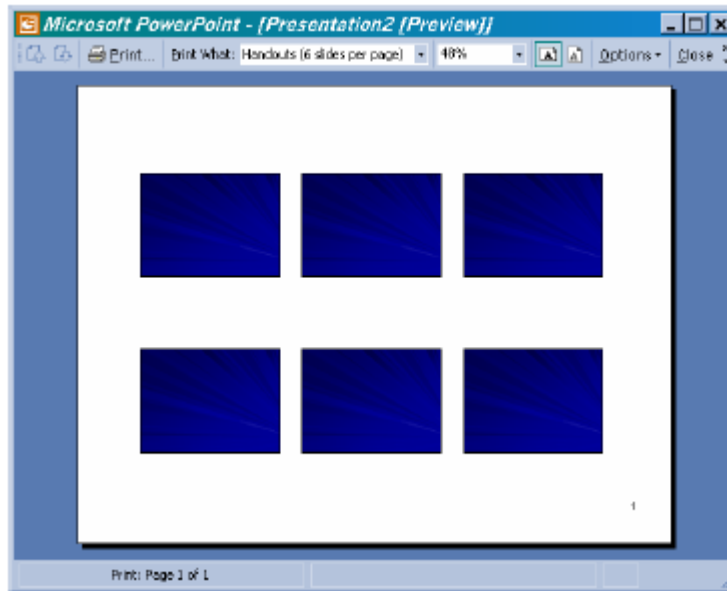 Microsoft PowerPoint - [Presentation2 [Preview]]
Print... Print What: Handouts (6 slides per page) 48% Options Close
1
Print: Page 1 of 1